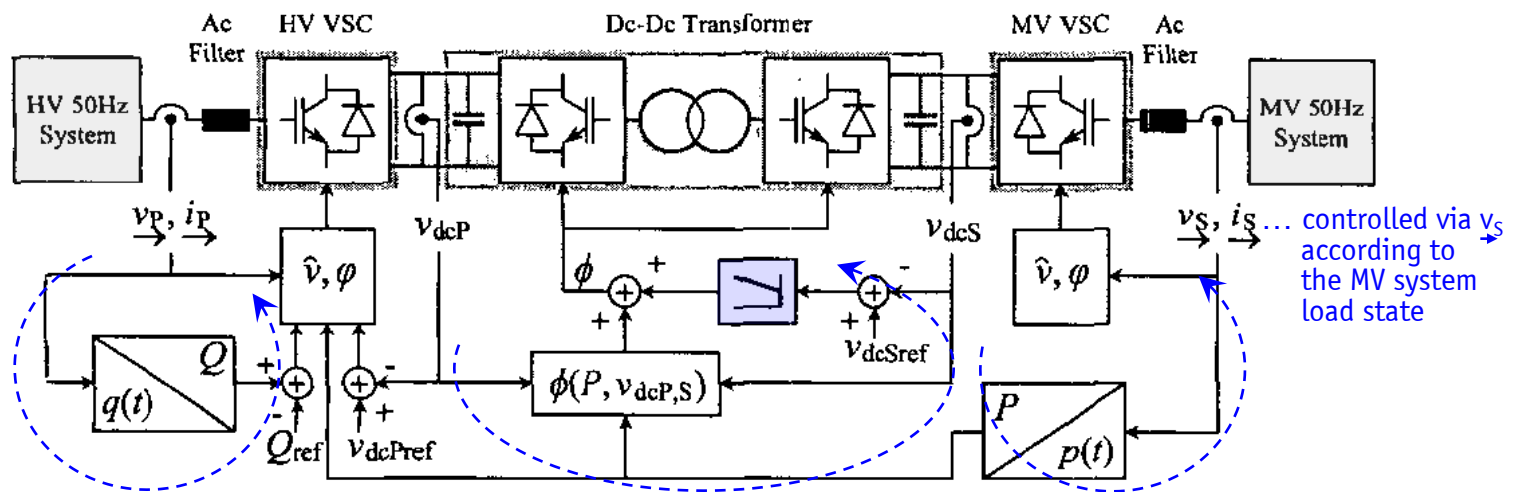 Ac
Filter
HV VSC
Dc-Dc Transformer
MV VSC
Ac
Filter
HV 50Hz
System
MV 50Hz
System
vP, iP
vdcP
vdcS
vS, iS
... controlled via vS
according to
the MV system
load state
v̂, φ
ϕ
+
+
+
-
+
vdcSref
v̂, φ
Q
q(t)
+
-
Qref
-
+
vdcPref
ϕ(P, vdcP,S)
P
p(t)